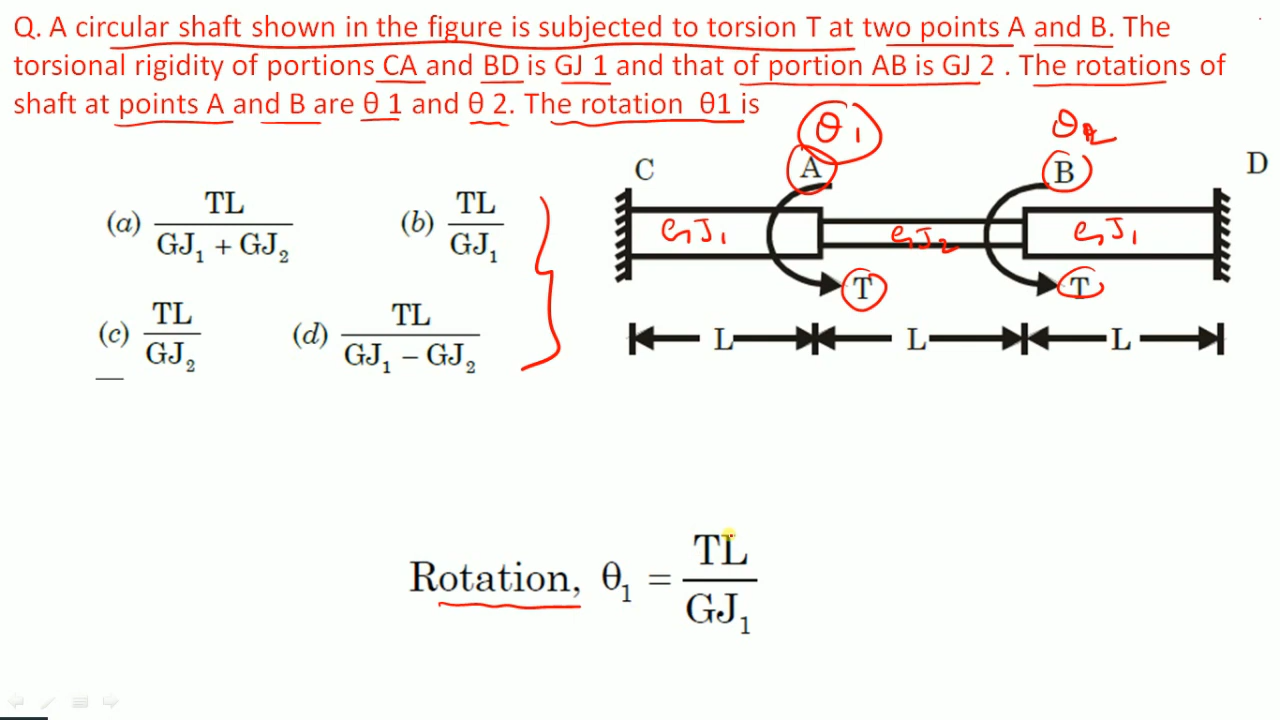 Q. A circular shaft shown in the figure is subjected to torsion T at two points A and B. The
torsional rigidity of portions CA and BD is GJ 1 and that of portion AB is GJ 2 . The rotations of
shaft at points A and B are θ 1 and θ 2. The rotation θ1 is
θ₁
θ₂
C A B D
(a) TL / GJ₁ + GJ₂ (b) TL / GJ₁
GJ₁ GJ₂ GJ₁
T T
(c) TL / GJ₂ (d) TL / GJ₁ – GJ₂
L L L
Rotation, θ₁ = TL / GJ₁